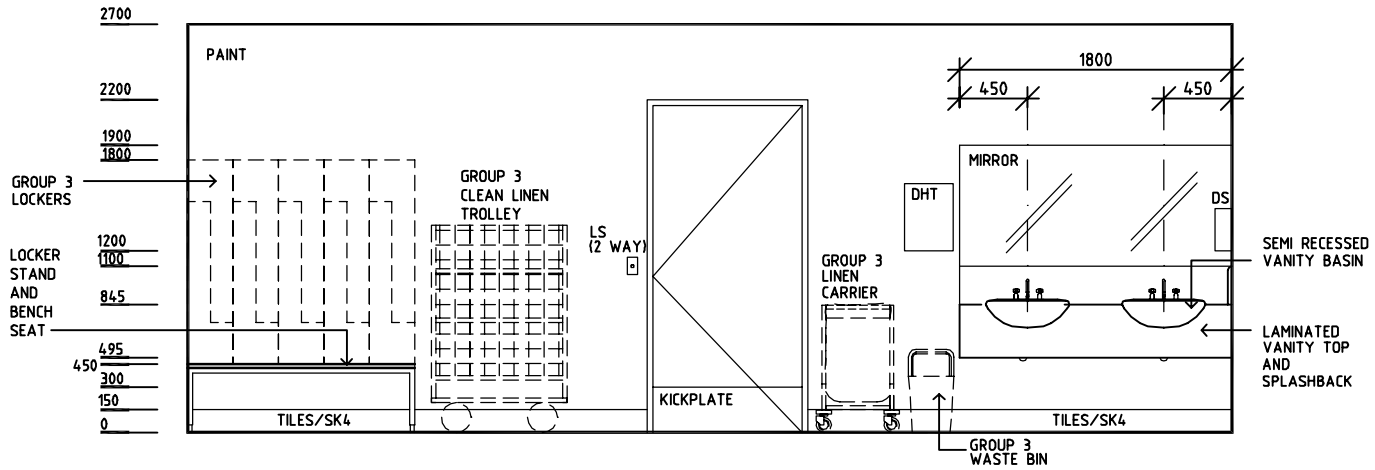 2700
PAINT
2200
1900
1800
GROUP 3
LOCKERS
LOCKER
STAND
AND
BENCH
SEAT
1200
1100
845
495
450
300
150
0
TILES/SK4
GROUP 3
CLEAN LINEN
TROLLEY
LS
(2 WAY)
KICKPLATE
GROUP 3
LINEN
CARRIER
DHT
1800
450
450
MIRROR
DS
SEMI RECESSED
VANITY BASIN
LAMINATED
VANITY TOP
AND
SPLASHBACK
TILES/SK4
GROUP 3
WASTE BIN